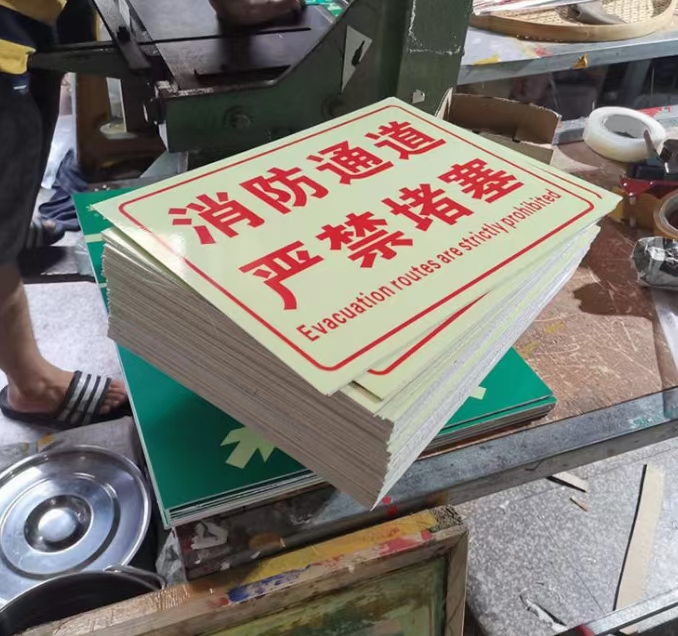 消防通道
严禁堵塞
Evacuation routes are strictly prohibited